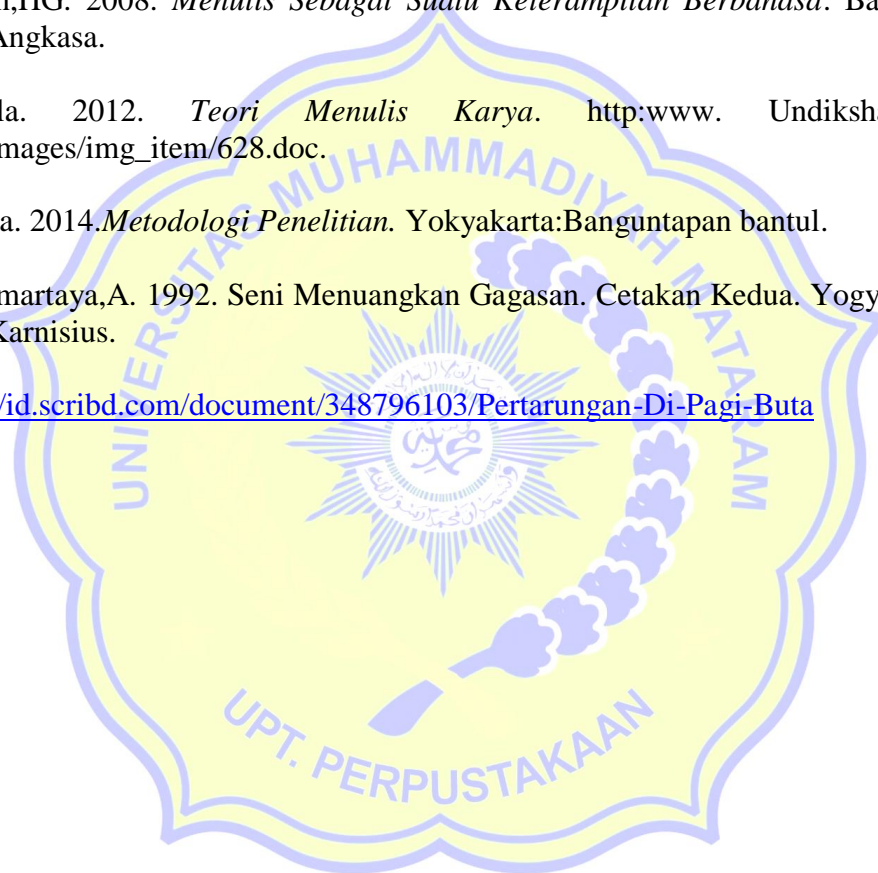 n,HG. 2008. Menulis Sebagai Suatu Keterampilan Berbahasa. Ba
Angkasa.
la. 2012. Teori Menulis Karya. http:www. Undiksha
mages/img_item/628.doc.
a. 2014.Metodologi Penelitian. Yokyakarta:Banguntapan bantul.
martaya,A. 1992. Seni Menuangkan Gagasan. Cetakan Kedua. Yogy
Karnisius.
/id.scribd.com/document/348796103/Pertarungan-Di-Pagi-Buta
UNIVERSITAS MUHAMMADIYAH MATARAM
UPT. PERPUSTAKAAN